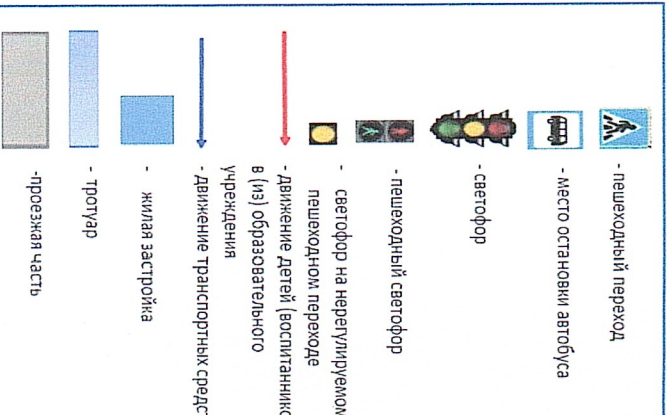 - пешеходный переход
- место остановки автобуса
- светофор
- пешеходный светофор
- светофор на нерегулируемом
пешеходном переходе
- движение детей (воспитаннико
в (из) образовательного
учреждения
- движение транспортных средст
- жилая застройка
- тротуар
-проезжая часть